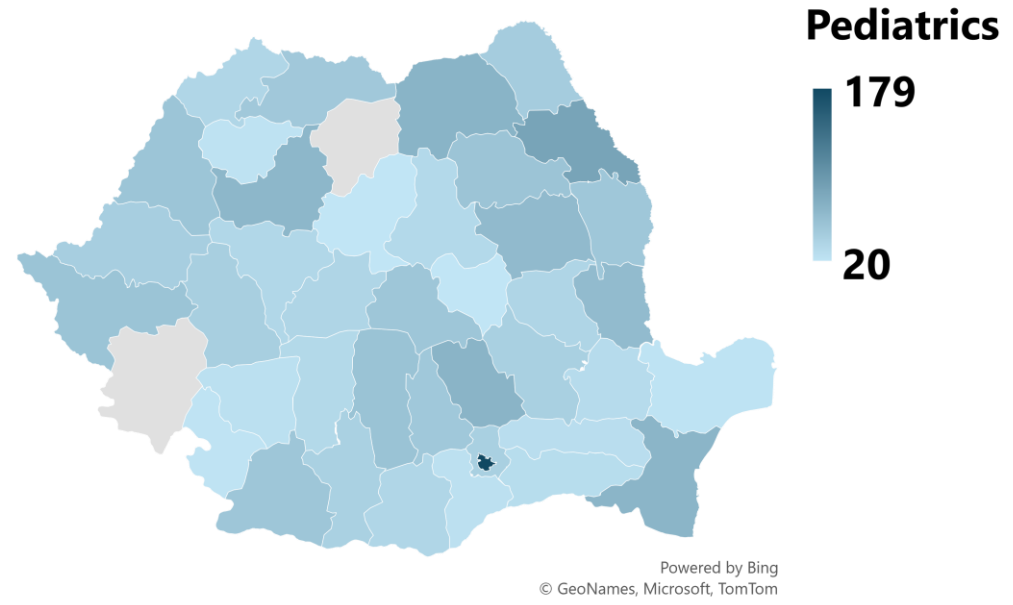 Pediatrics
179
20
Powered by Bing
© GeoNames, Microsoft, TomTom